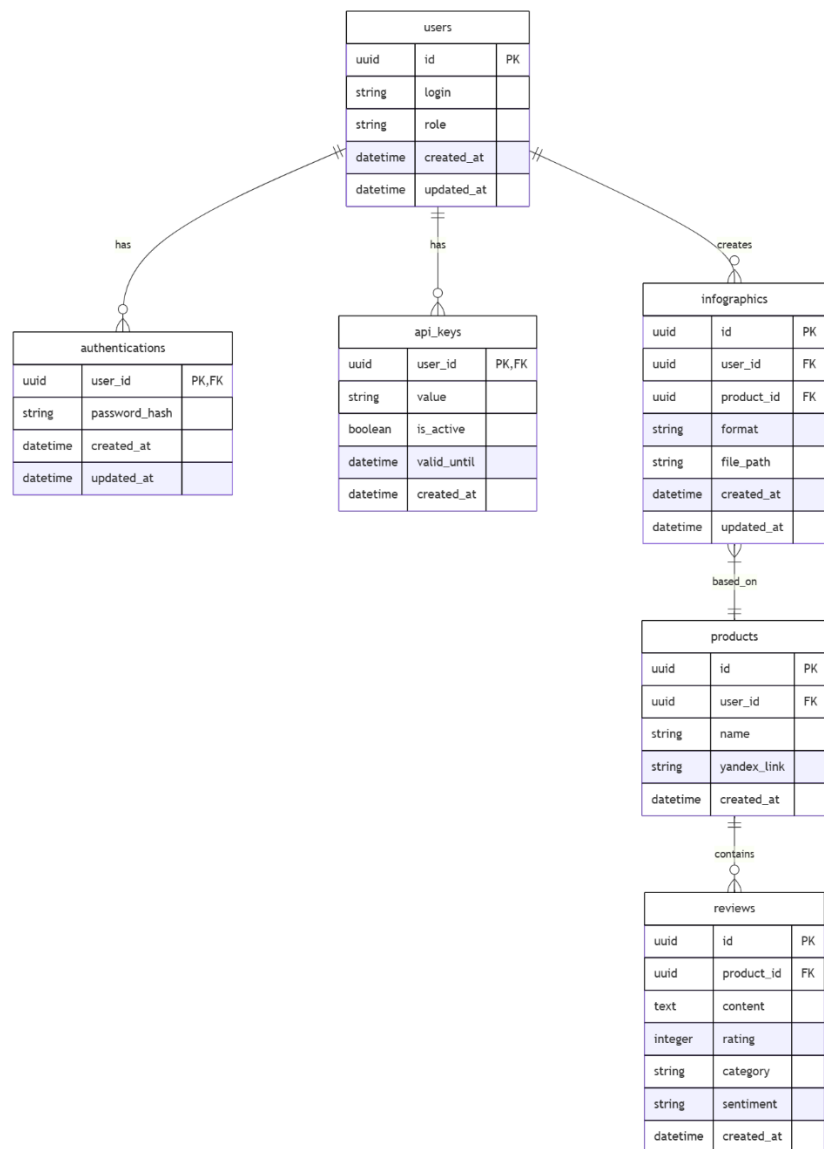 users
uuid id PK
string login
string role
datetime created_at
datetime updated_at
has
has
creates
authentications
uuid user_id PK,FK
string password_hash
datetime created_at
datetime updated_at
api_keys
uuid user_id PK,FK
string value
boolean is_active
datetime valid_until
datetime created_at
infographics
uuid id PK
uuid user_id FK
uuid product_id FK
string format
string file_path
datetime created_at
datetime updated_at
based_on
products
uuid id PK
uuid user_id FK
string name
string yandex_link
datetime created_at
contains
reviews
uuid id PK
uuid product_id FK
text content
integer rating
string category
string sentiment
datetime created_at